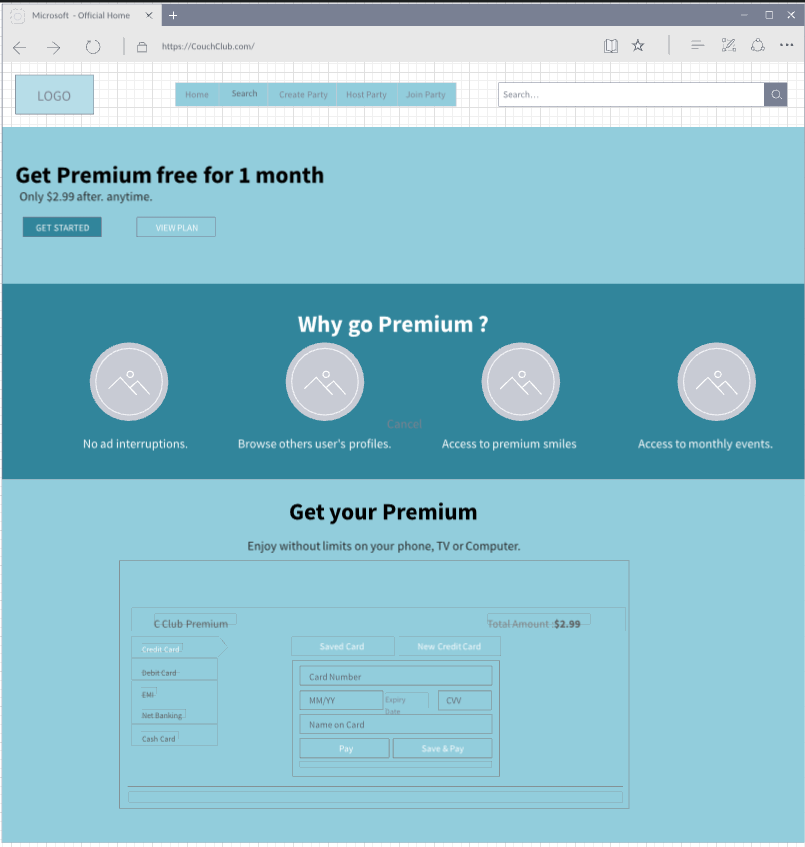 Microsoft - Official Home
https://CouchClub.com/
LOGO
Home Search Create Party Host Party Join Party
Search...
Get Premium free for 1 month
Only $2.99 after. anytime.
GET STARTED VIEW PLAN
Why go Premium ?
Cancel
No ad interruptions. Browse others user's profiles. Access to premium smiles Access to monthly events.
Get your Premium
Enjoy without limits on your phone, TV or Computer.
C Club Premium Total Amount :$2.99
Credit Card Saved Card New Credit Card
Debit Card Card Number
EMI MM/YY Expiry Date CVV
Net Banking Name on Card
Cash Card Pay Save & Pay